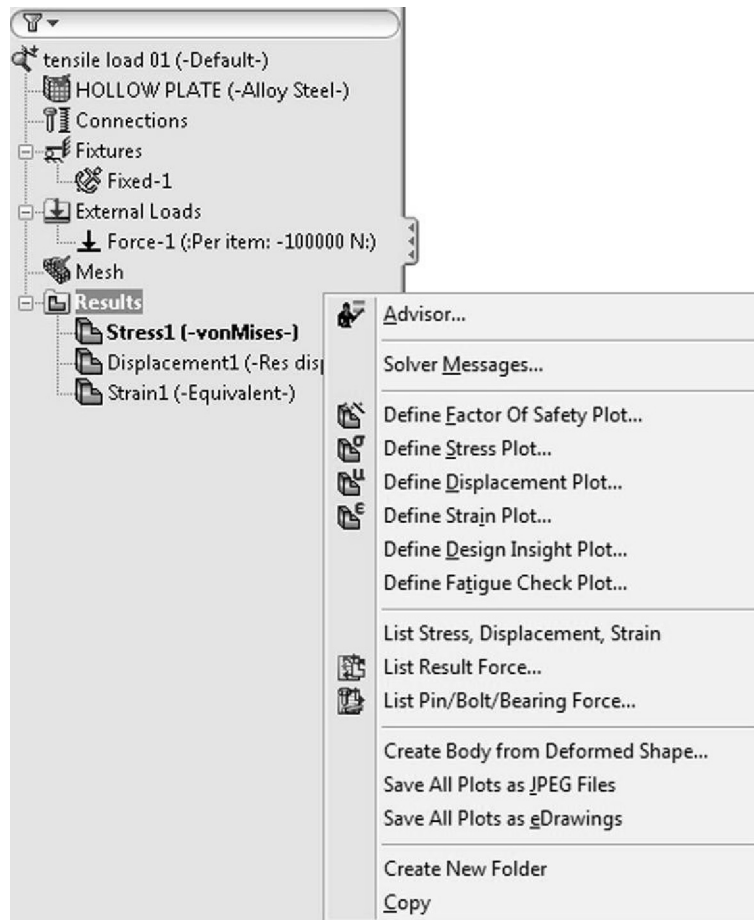 tensile load 01 (-Default-)
HOLLOW PLATE (-Alloy Steel-)
Connections
Fixtures
Fixed-1
External Loads
Force-1 (:Per item: -100000 N:)
Mesh
Results
Stress1 (-vonMises-)
Displacement1 (-Res disp
Strain1 (-Equivalent-)
Advisor...
Solver Messages...
Define Factor Of Safety Plot...
Define Stress Plot...
Define Displacement Plot...
Define Strain Plot...
Define Design Insight Plot...
Define Fatigue Check Plot...
List Stress, Displacement, Strain
List Result Force...
List Pin/Bolt/Bearing Force...
Create Body from Deformed Shape...
Save All Plots as JPEG Files
Save All Plots as eDrawings
Create New Folder
Copy